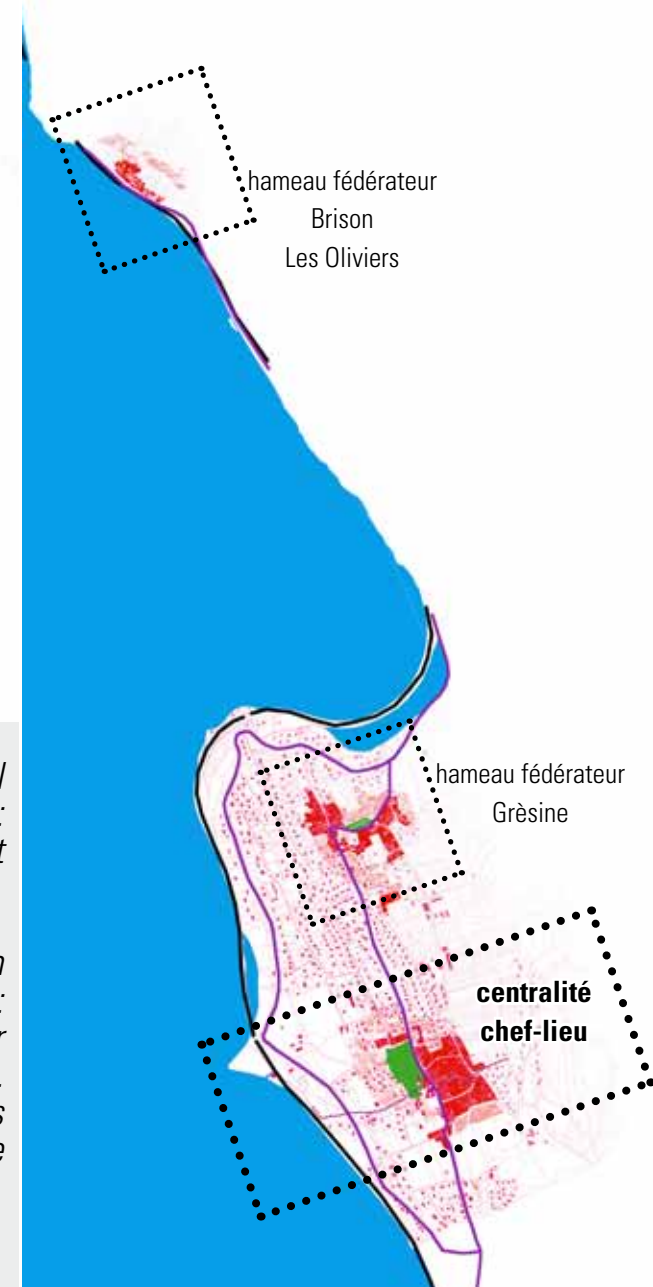 hameau fédérateur
Brison
Les Oliviers
hameau fédérateur
Grèsine
centralité
chef-lieu